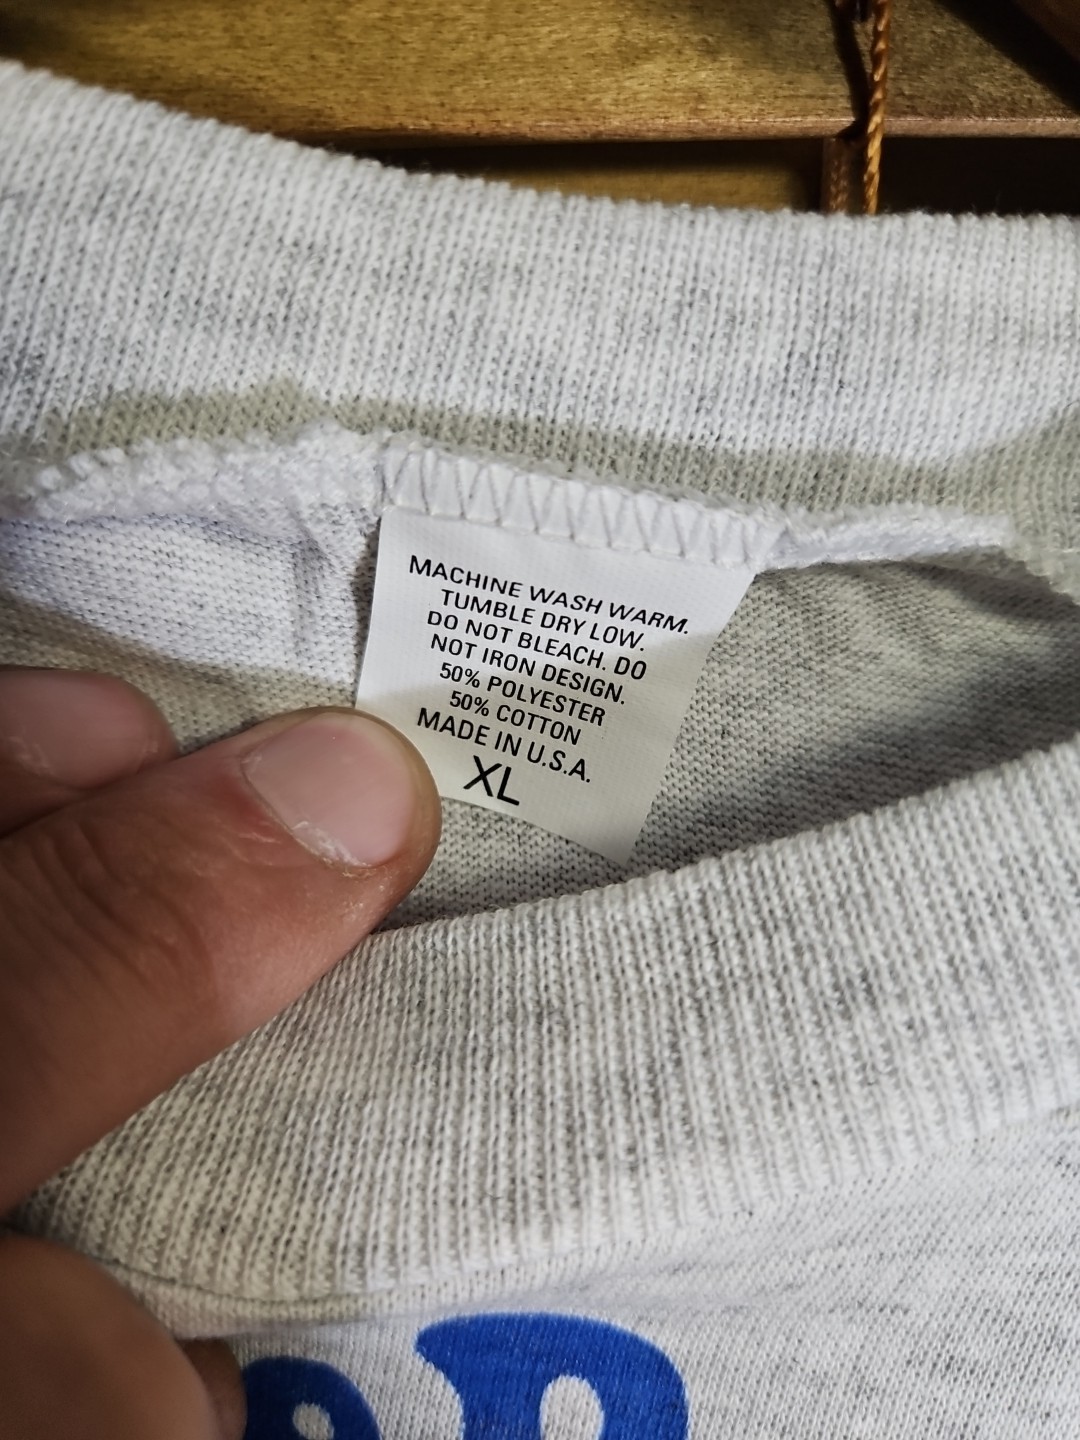 MACHINE WASH WARM.
TUMBLE DRY LOW.
DO NOT BLEACH. DO
NOT IRON DESIGN.
50% POLYESTER
50% COTTON
MADE IN U.S.A.
XL